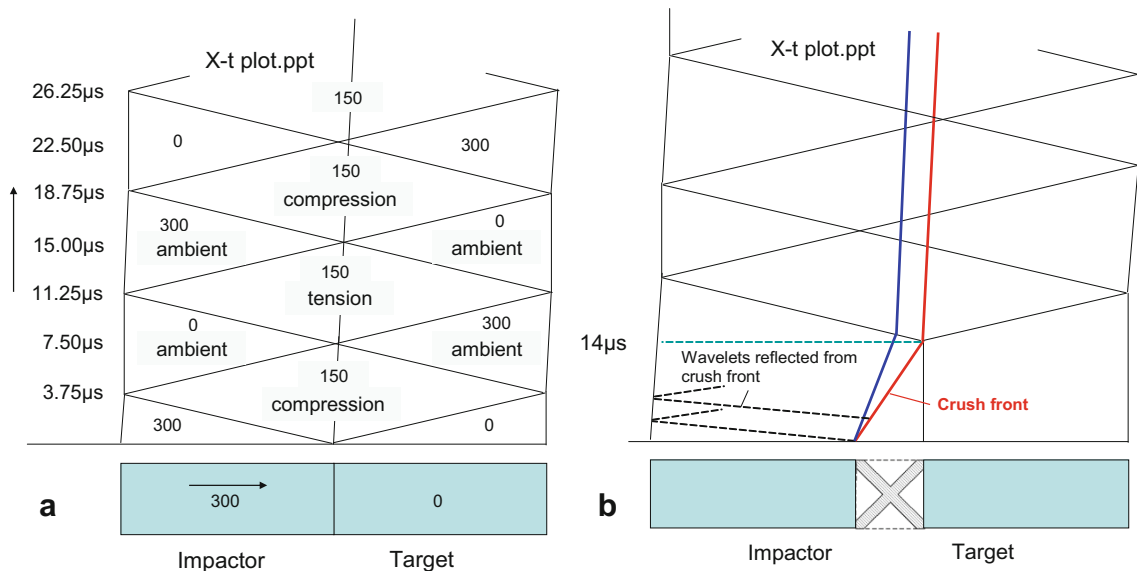 X-t plot.ppt
26.25µs
150
22.50µs
0
300
150
18.75µs
compression
300
ambient
0
ambient
15.00µs
150
11.25µs
tension
0
ambient
300
ambient
7.50µs
150
3.75µs
compression
300
0
300
0
a
Impactor
Target
X-t plot.ppt
14µs
Wavelets reflected from
crush front
Crush front
b
Impactor
Target